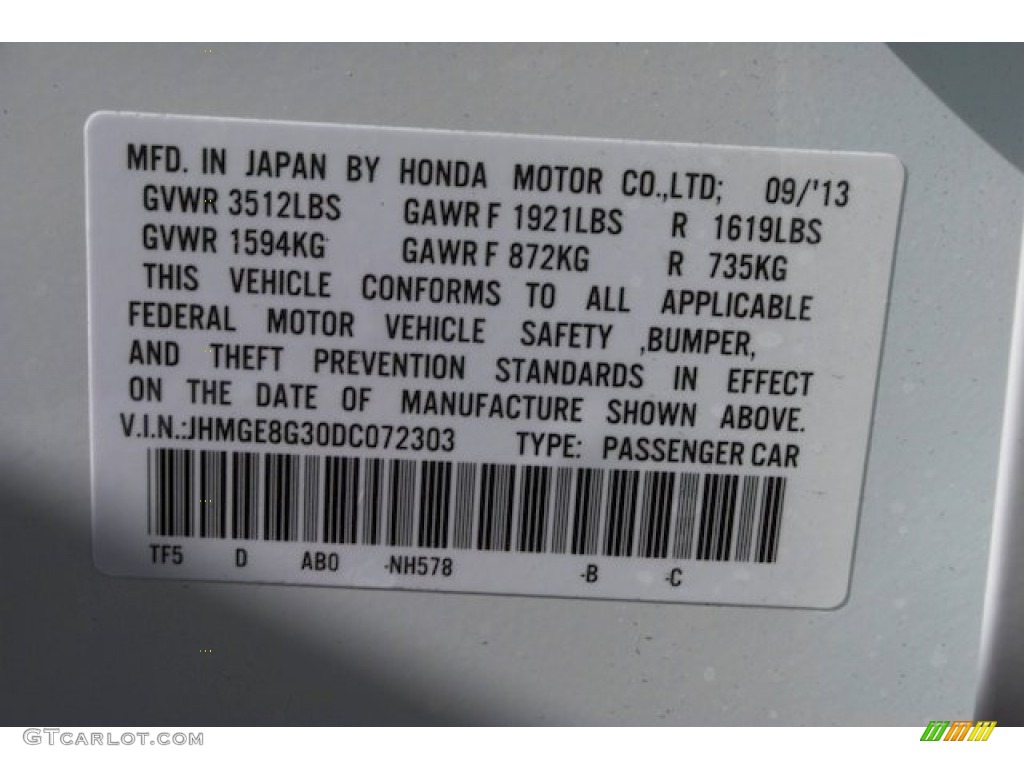 MFD. IN JAPAN BY HONDA MOTOR CO.,LTD; 09/'13
GVWR 3512LBS GAWR F 1921LBS R 1619LBS
GVWR 1594KG GAWR F 872KG R 735KG
THIS VEHICLE CONFORMS TO ALL APPLICABLE
FEDERAL MOTOR VEHICLE SAFETY ,BUMPER,
AND THEFT PREVENTION STANDARDS IN EFFECT
ON THE DATE OF MANUFACTURE SHOWN ABOVE.
V.I.N.:JHMGE8G30DC072303 TYPE: PASSENGER CAR
TF5 D AB0 -NH578 -B -C
GTCARLOT.COM